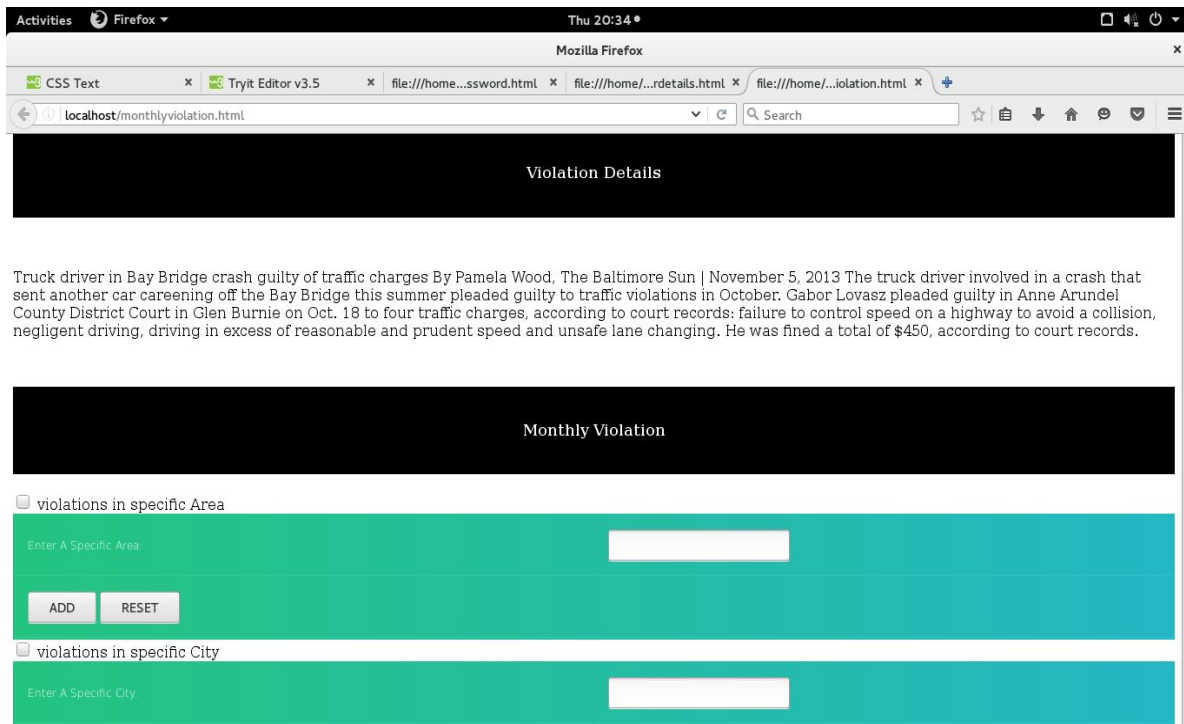 Activities Firefox Thu 20:34
Mozilla Firefox
CSS Text Tryit Editor v3.5 file:///home...ssword.html file:///home/...rdetails.html file:///home/...iolation.html
localhost/monthlyviolation.html Search
Violation Details
Truck driver in Bay Bridge crash guilty of traffic charges By Pamela Wood, The Baltimore Sun | November 5, 2013 The truck driver involved in a crash that
sent another car careening off the Bay Bridge this summer pleaded guilty to traffic violations in October. Gabor Lovasz pleaded guilty in Anne Arundel
County District Court in Glen Burnie on Oct. 18 to four traffic charges, according to court records: failure to control speed on a highway to avoid a collision,
negligent driving, driving in excess of reasonable and prudent speed and unsafe lane changing. He was fined a total of $450, according to court records.
Monthly Violation
violations in specific Area
Enter A Specific Area:
ADD RESET
violations in specific City
Enter A Specific City: